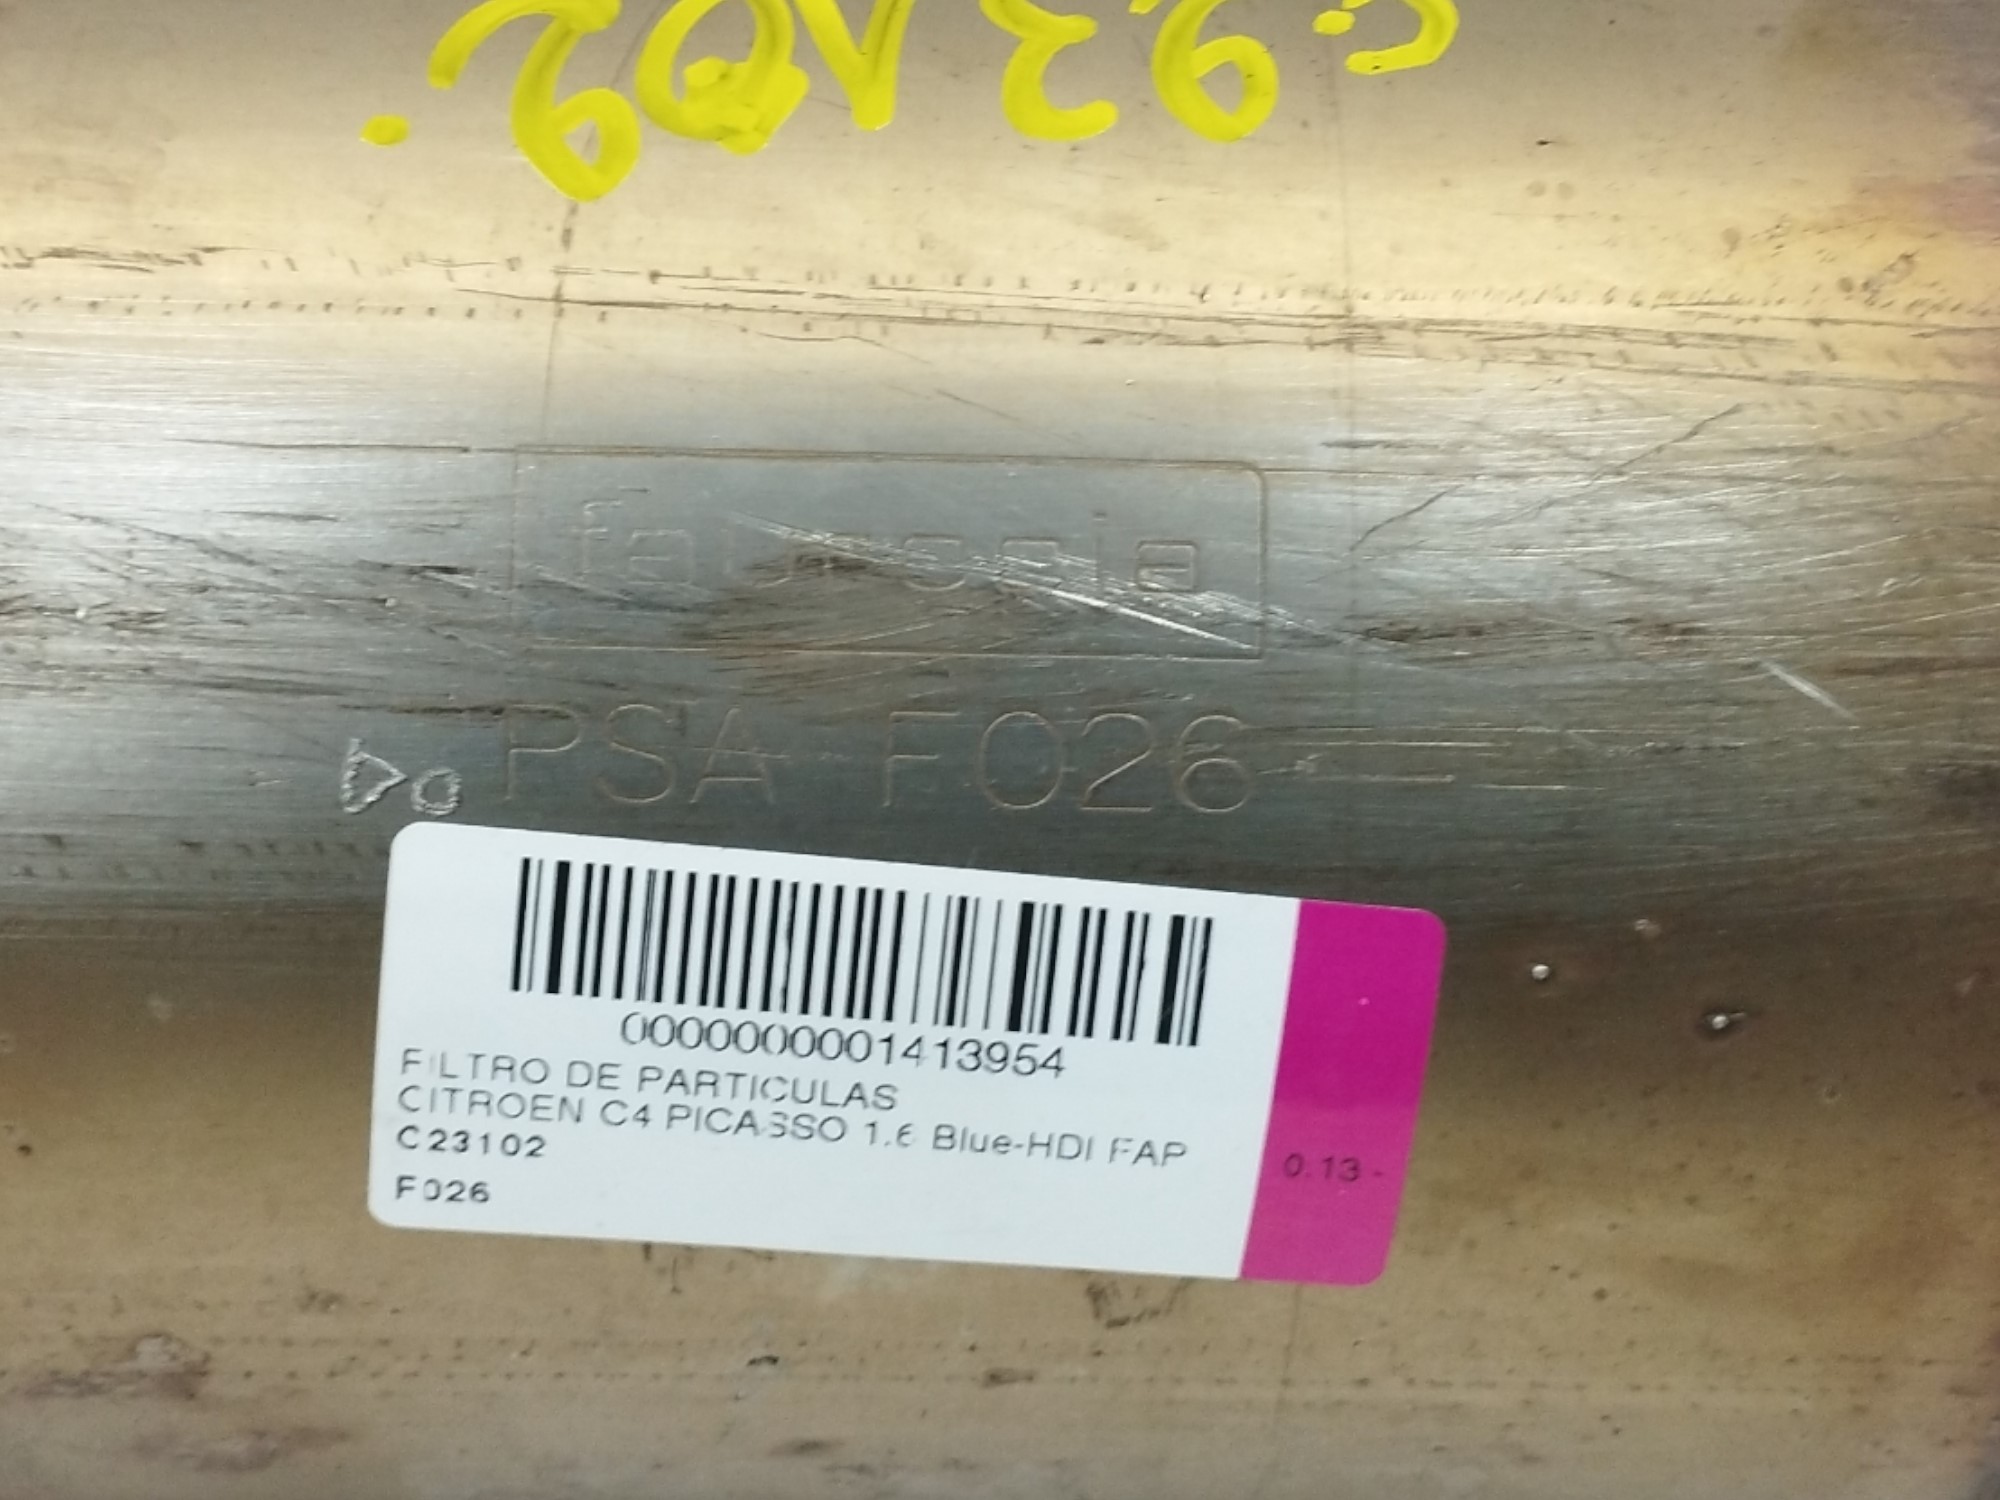 faurecia
PSA F026
0000000001413954
FILTRO DE PARTICULAS
CITROEN C4 PICASSO 1.6 Blue-HDI FAP
C23102
F026
0.13 -